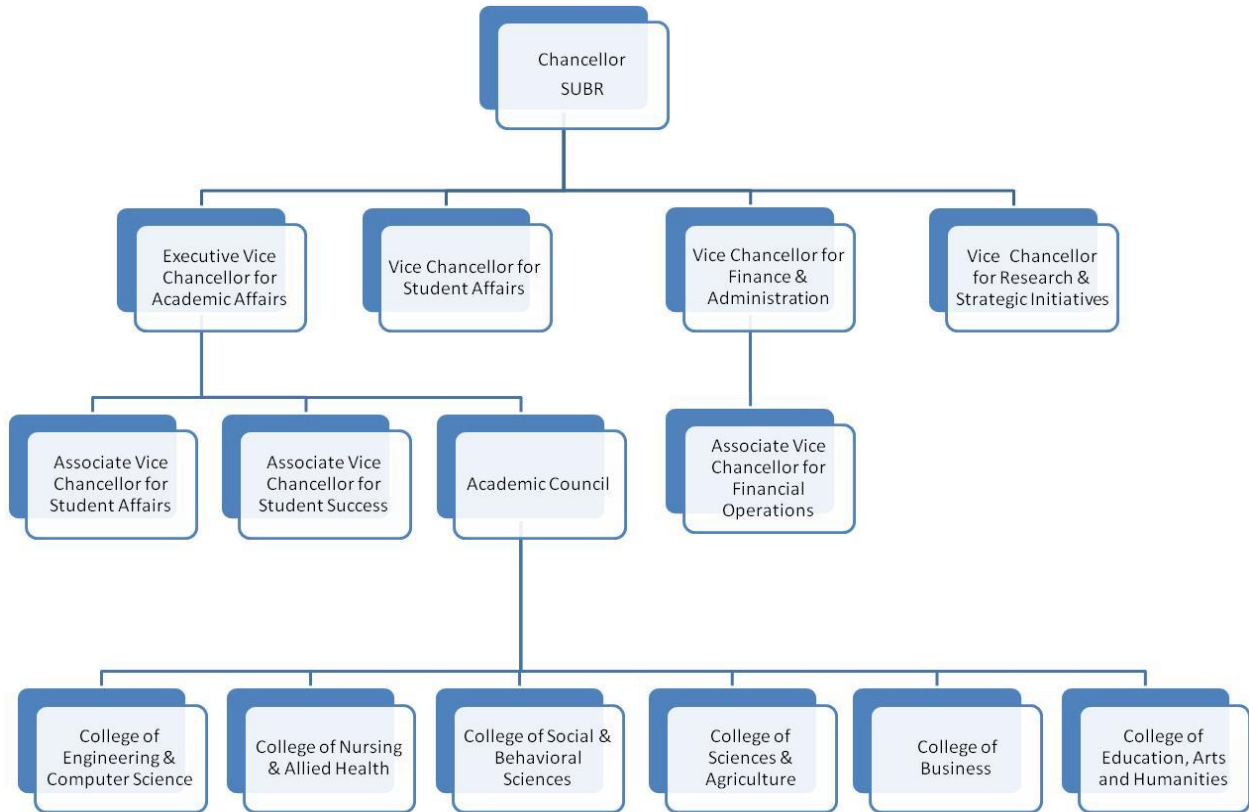 Chancellor
SUBR
Executive Vice
Chancellor for
Academic Affairs
Vice Chancellor for
Student Affairs
Vice Chancellor for
Finance &
Administration
Vice Chancellor
for Research &
Strategic Initiatives
Associate Vice
Chancellor for
Student Affairs
Associate Vice
Chancellor for
Student Success
Academic Council
Associate Vice
Chancellor for
Financial
Operations
College of
Engineering &
Computer Science
College of Nursing
& Allied Health
College of Social &
Behavioral
Sciences
College of
Sciences &
Agriculture
College of
Business
College of
Education, Arts
and Humanities